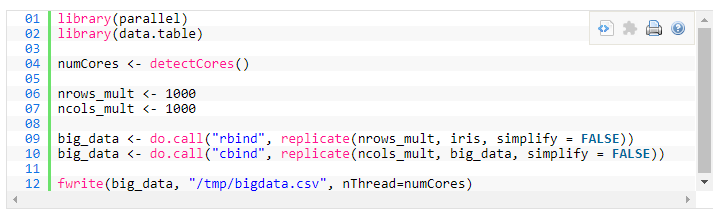 01 library(parallel)
02 library(data.table)
03
04 numCores <- detectCores()
05
06 nrows_mult <- 1000
07 ncols_mult <- 1000
08
09 big_data <- do.call("rbind", replicate(nrows_mult, iris, simplify = FALSE))
10 big_data <- do.call("cbind", replicate(ncols_mult, big_data, simplify = FALSE))
11
12 fwrite(big_data, "/tmp/bigdata.csv", nThread=numCores)